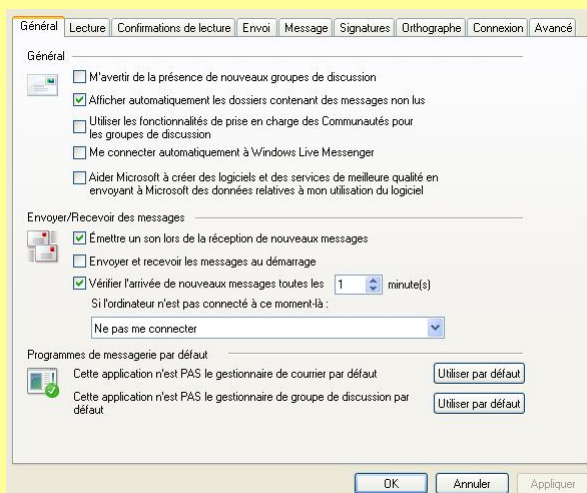 Général Lecture Confirmations de lecture Envoi Message Signatures Orthographe Connexion Avancé
Général
M'avertir de la présence de nouveaux groupes de discussion
Afficher automatiquement les dossiers contenant des messages non lus
Utiliser les fonctionnalités de prise en charge des Communautés pour
les groupes de discussion
Me connecter automatiquement à Windows Live Messenger
Aider Microsoft à créer des logiciels et des services de meilleure qualité en
envoyant à Microsoft des données relatives à mon utilisation du logiciel
Envoyer/Recevoir des messages
Émettre un son lors de la réception de nouveaux messages
Envoyer et recevoir les messages au démarrage
Vérifier l'arrivée de nouveaux messages toutes les 1 minute(s)
Si l'ordinateur n'est pas connecté à ce moment-là :
Ne pas me connecter
Programmes de messagerie par défaut
Cette application n'est PAS le gestionnaire de courrier par défaut Utiliser par défaut
Cette application n'est PAS le gestionnaire de groupe de discussion par
défaut Utiliser par défaut
OK Annuler Appliquer